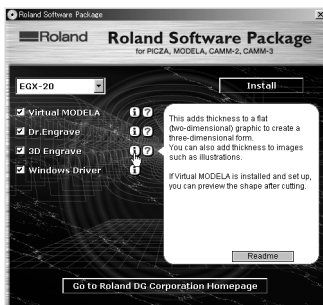 Roland Software Package
Roland
Roland Software Package
for PICZA, MODELA, CAMM-2, CAMM-3
EGX-20
Install
Virtual MODELA
Dr.Engrave
3D Engrave
Windows Driver
This adds thickness to a flat
(two-dimensional) graphic to create a
three-dimensional form.
You can also add thickness to images
such as illustrations.
If Virtual MODELA is installed and set up,
you can preview the shape after cutting.
Readme
Go to Roland DG Corporation Homepage